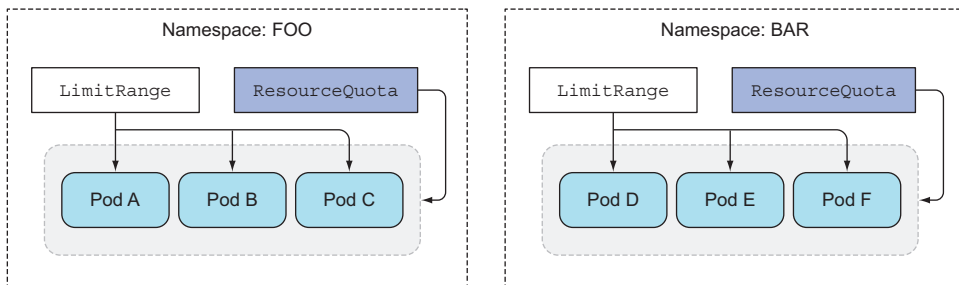 Namespace: FOO
LimitRange
ResourceQuota
Pod A
Pod B
Pod C
Namespace: BAR
LimitRange
ResourceQuota
Pod D
Pod E
Pod F